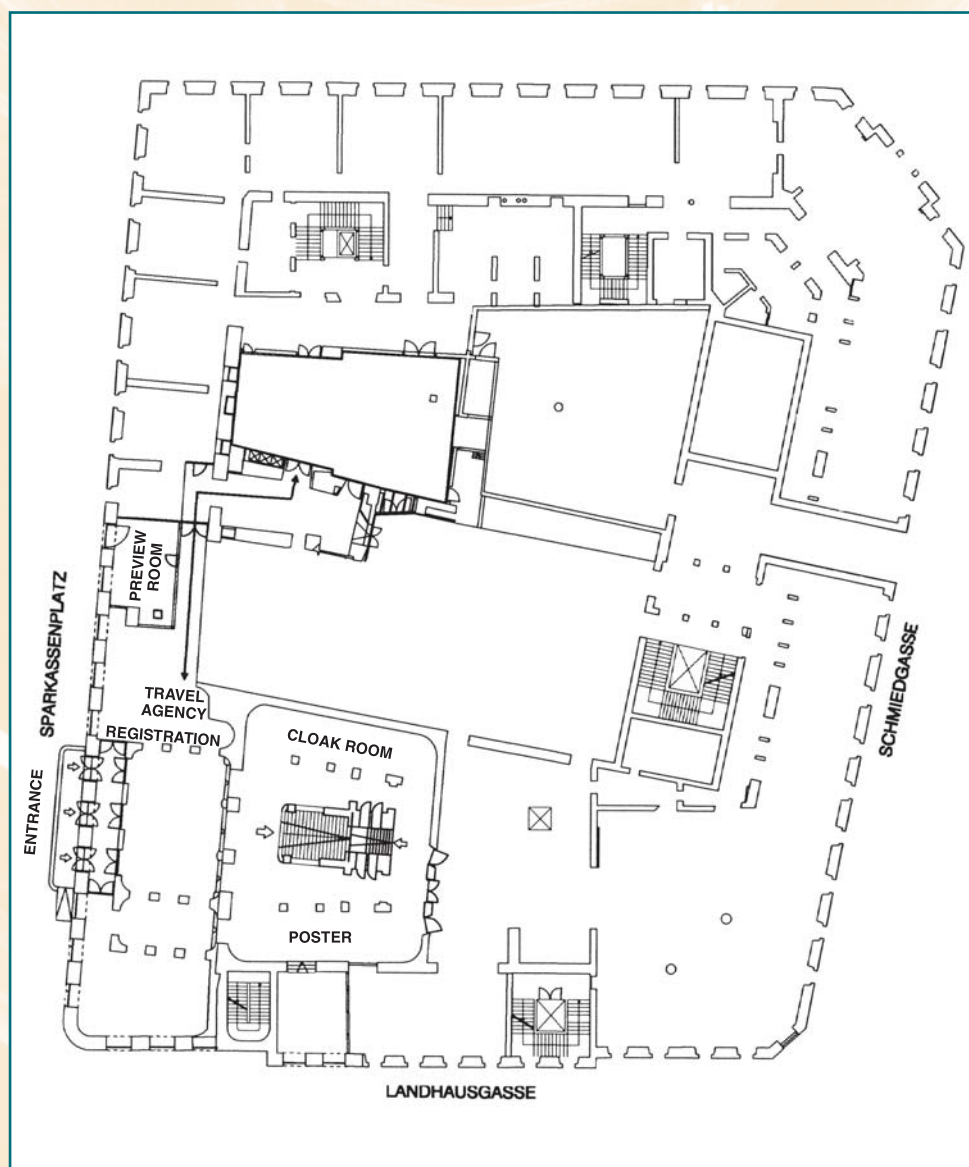 PREVIEW
ROOM
SPARKASSENPLATZ
TRAVEL
AGENCY
REGISTRATION
CLOAK ROOM
SCHMIEDGASSE
ENTRANCE
POSTER
LANDHAUSGASSE